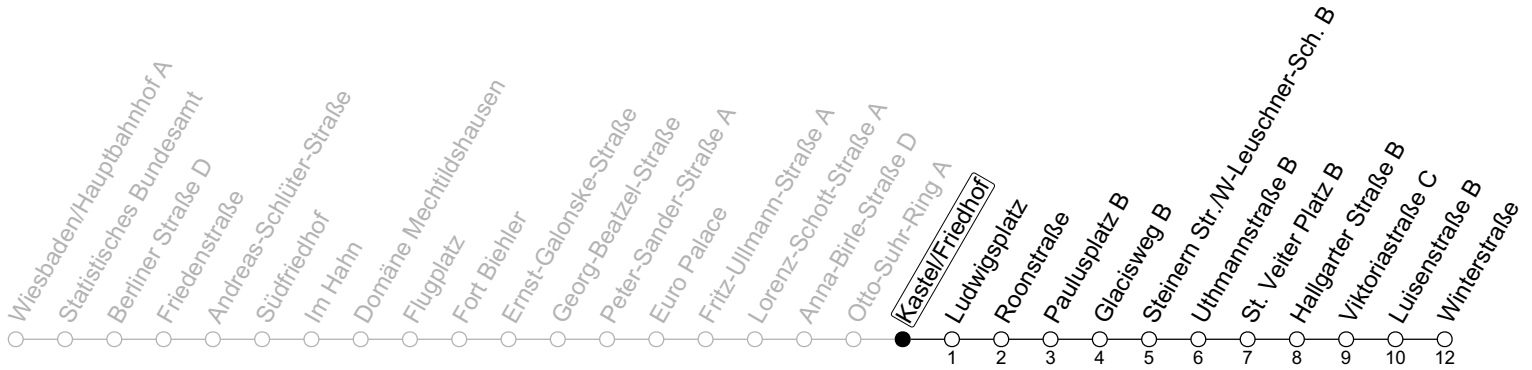 Wiesbaden/Hauptbahnhof A
Statistisches Bundesamt
Berliner Straße D
Friedenstraße
Andreas-Schlüter-Straße
Südfriedhof
Im Hahn
Domäne Mechtildshausen
Flugplatz
Fort Biehler
Ernst-Galonske-Straße
Georg-Beatzel-Straße
Peter-Sander-Straße A
Euro Palace
Fritz-Ullmann-Straße A
Lorenz-Schott-Straße A
Anna-Birle-Straße D
Otto-Suhr-Ring A
Kastel/Friedhof
Ludwigsplatz
Roonstraße
Paulusplatz B
Glacisweg B
Steinern Str./W-Leuschner-Sch. B
Uthmannstraße B
St. Veiter Platz B
Hallgarter Straße B
Viktoriastraße C
Luisenstraße B
Winterstraße
1 2 3 4 5 6 7 8 9 10 12